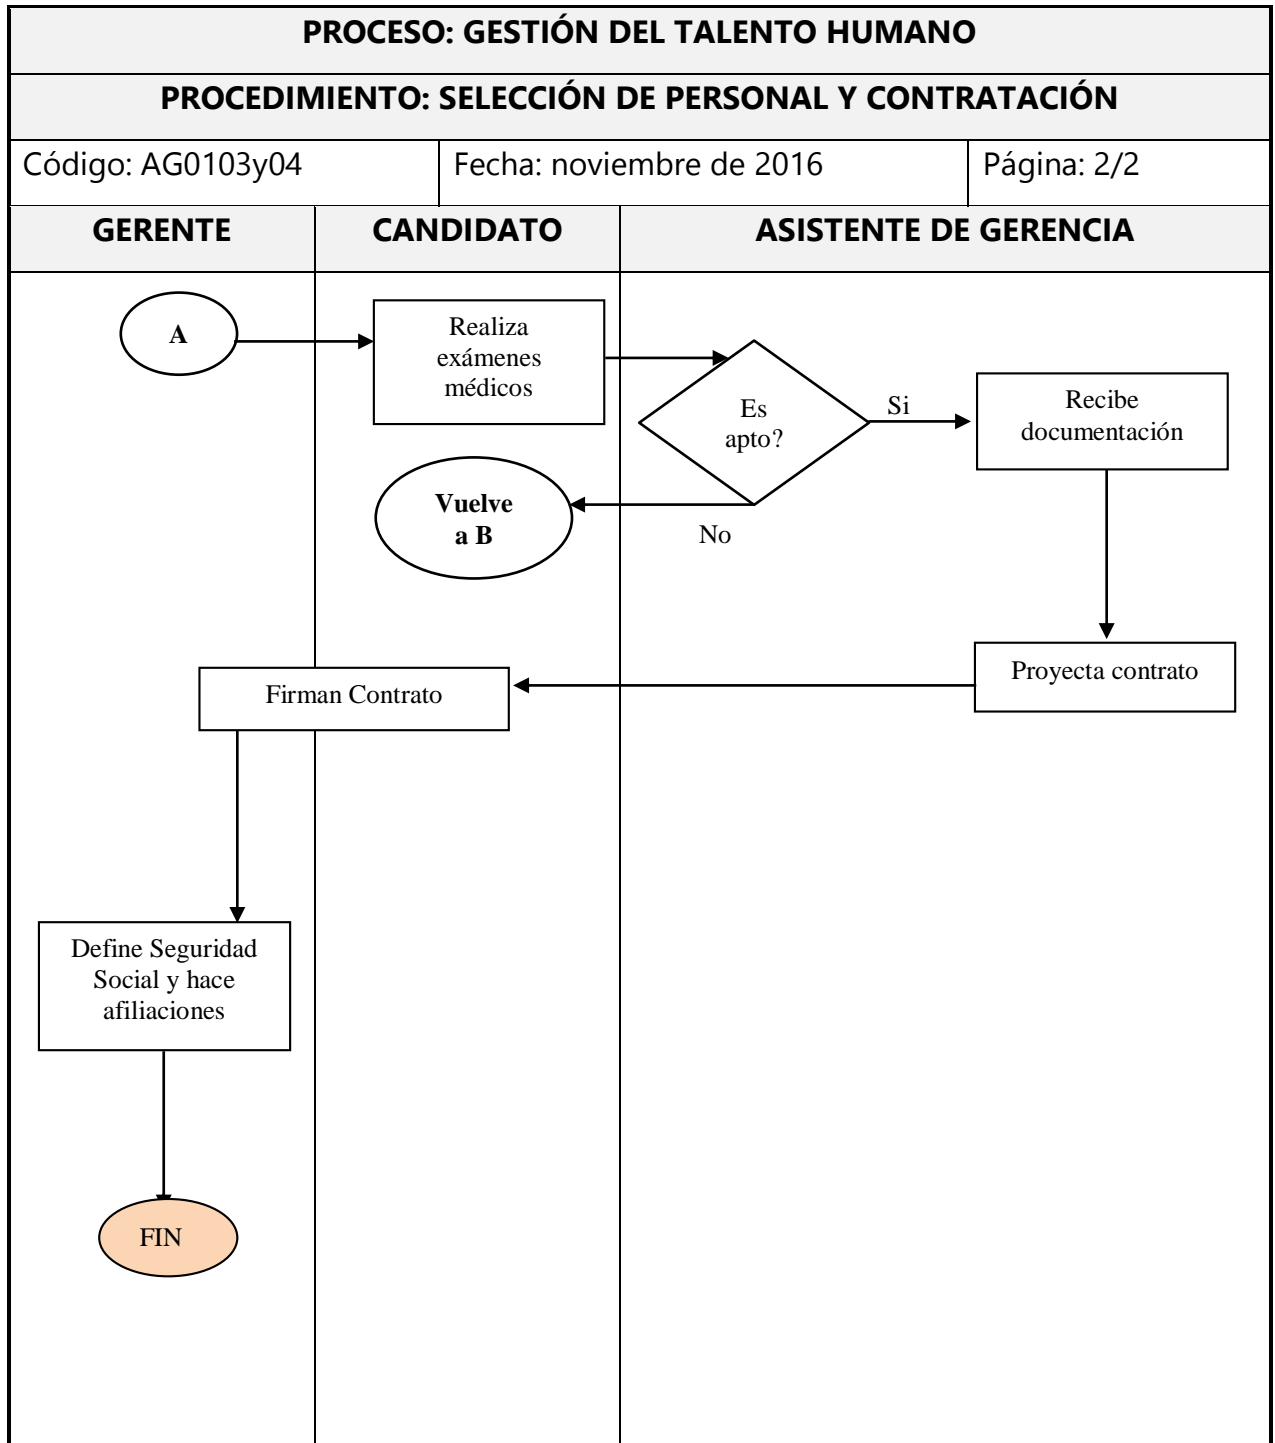 PROCESO: GESTIÓN DEL TALENTO HUMANO
PROCEDIMIENTO: SELECCIÓN DE PERSONAL Y CONTRATACIÓN
Código: AG0103y04
Fecha: noviembre de 2016
Página: 2/2
GERENTE
CANDIDATO
ASISTENTE DE GERENCIA
A
Realiza
exámenes
médicos
Es
apto?
Si
Recibe
documentación
Vuelve
a B
No
Proyecta contrato
Firman Contrato
Define Seguridad
Social y hace
afiliaciones
FIN